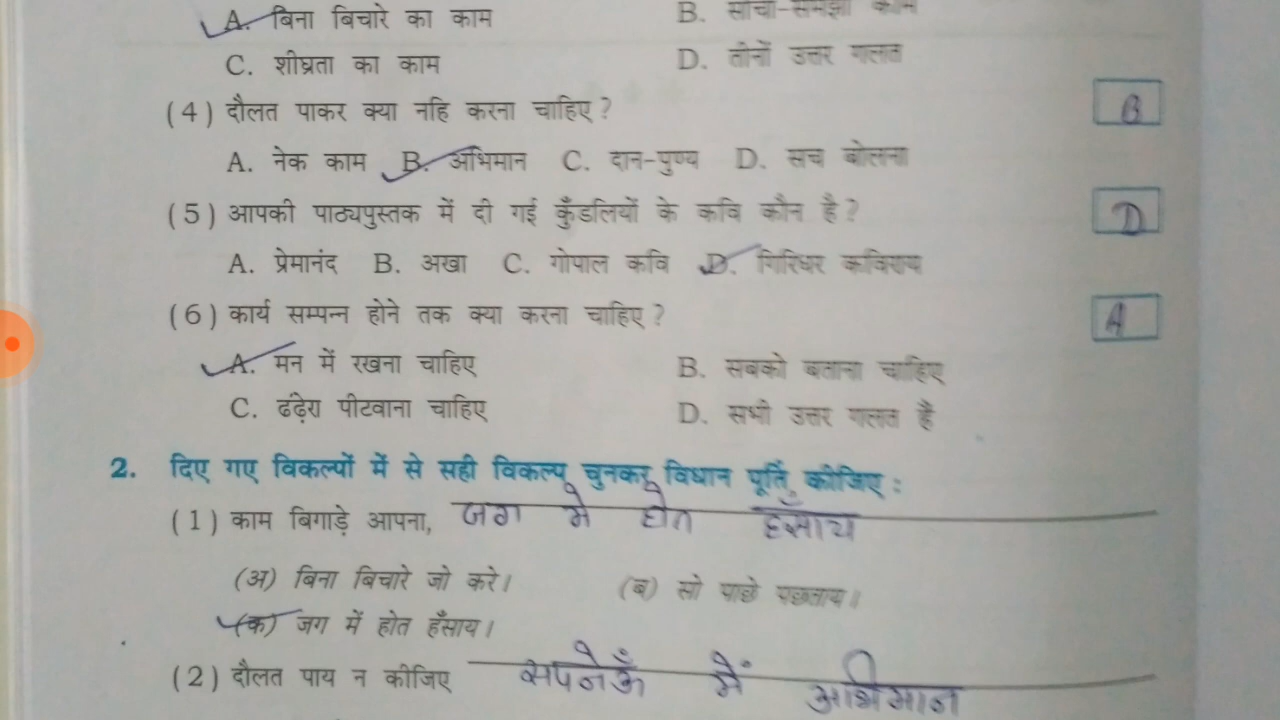 A. बिना बिचारे का काम B. सोचा-समझा काम
C. शीघ्रता का काम D. तीनों उत्तर गलत
(4) दौलत पाकर क्या नहि करना चाहिए? B
A. नेक काम B. अभिमान C. दान-पुण्य D. सच बोलना
(5) आपकी पाठ्यपुस्तक में दी गई कुँडलियों के कवि कौन है? D
A. प्रेमानंद B. अखा C. गोपाल कवि D. गिरिधर कविराय
(6) कार्य सम्पन्न होने तक क्या करना चाहिए? A
A. मन में रखना चाहिए B. सबको बताना चाहिए
C. ढंढ़ेरा पीटवाना चाहिए D. सभी उत्तर गलत हैं
2. दिए गए विकल्पों में से सही विकल्प चुनकर विधान पूर्ति कीजिए :
(1) काम बिगाड़े आपना, जग मे होत हँसाय
(अ) बिना बिचारे जो करे। (ब) सो पाछे पछताय।
(क) जग में होत हँसाय।
(2) दौलत पाय न कीजिए सपनेऊँ में अभिमान